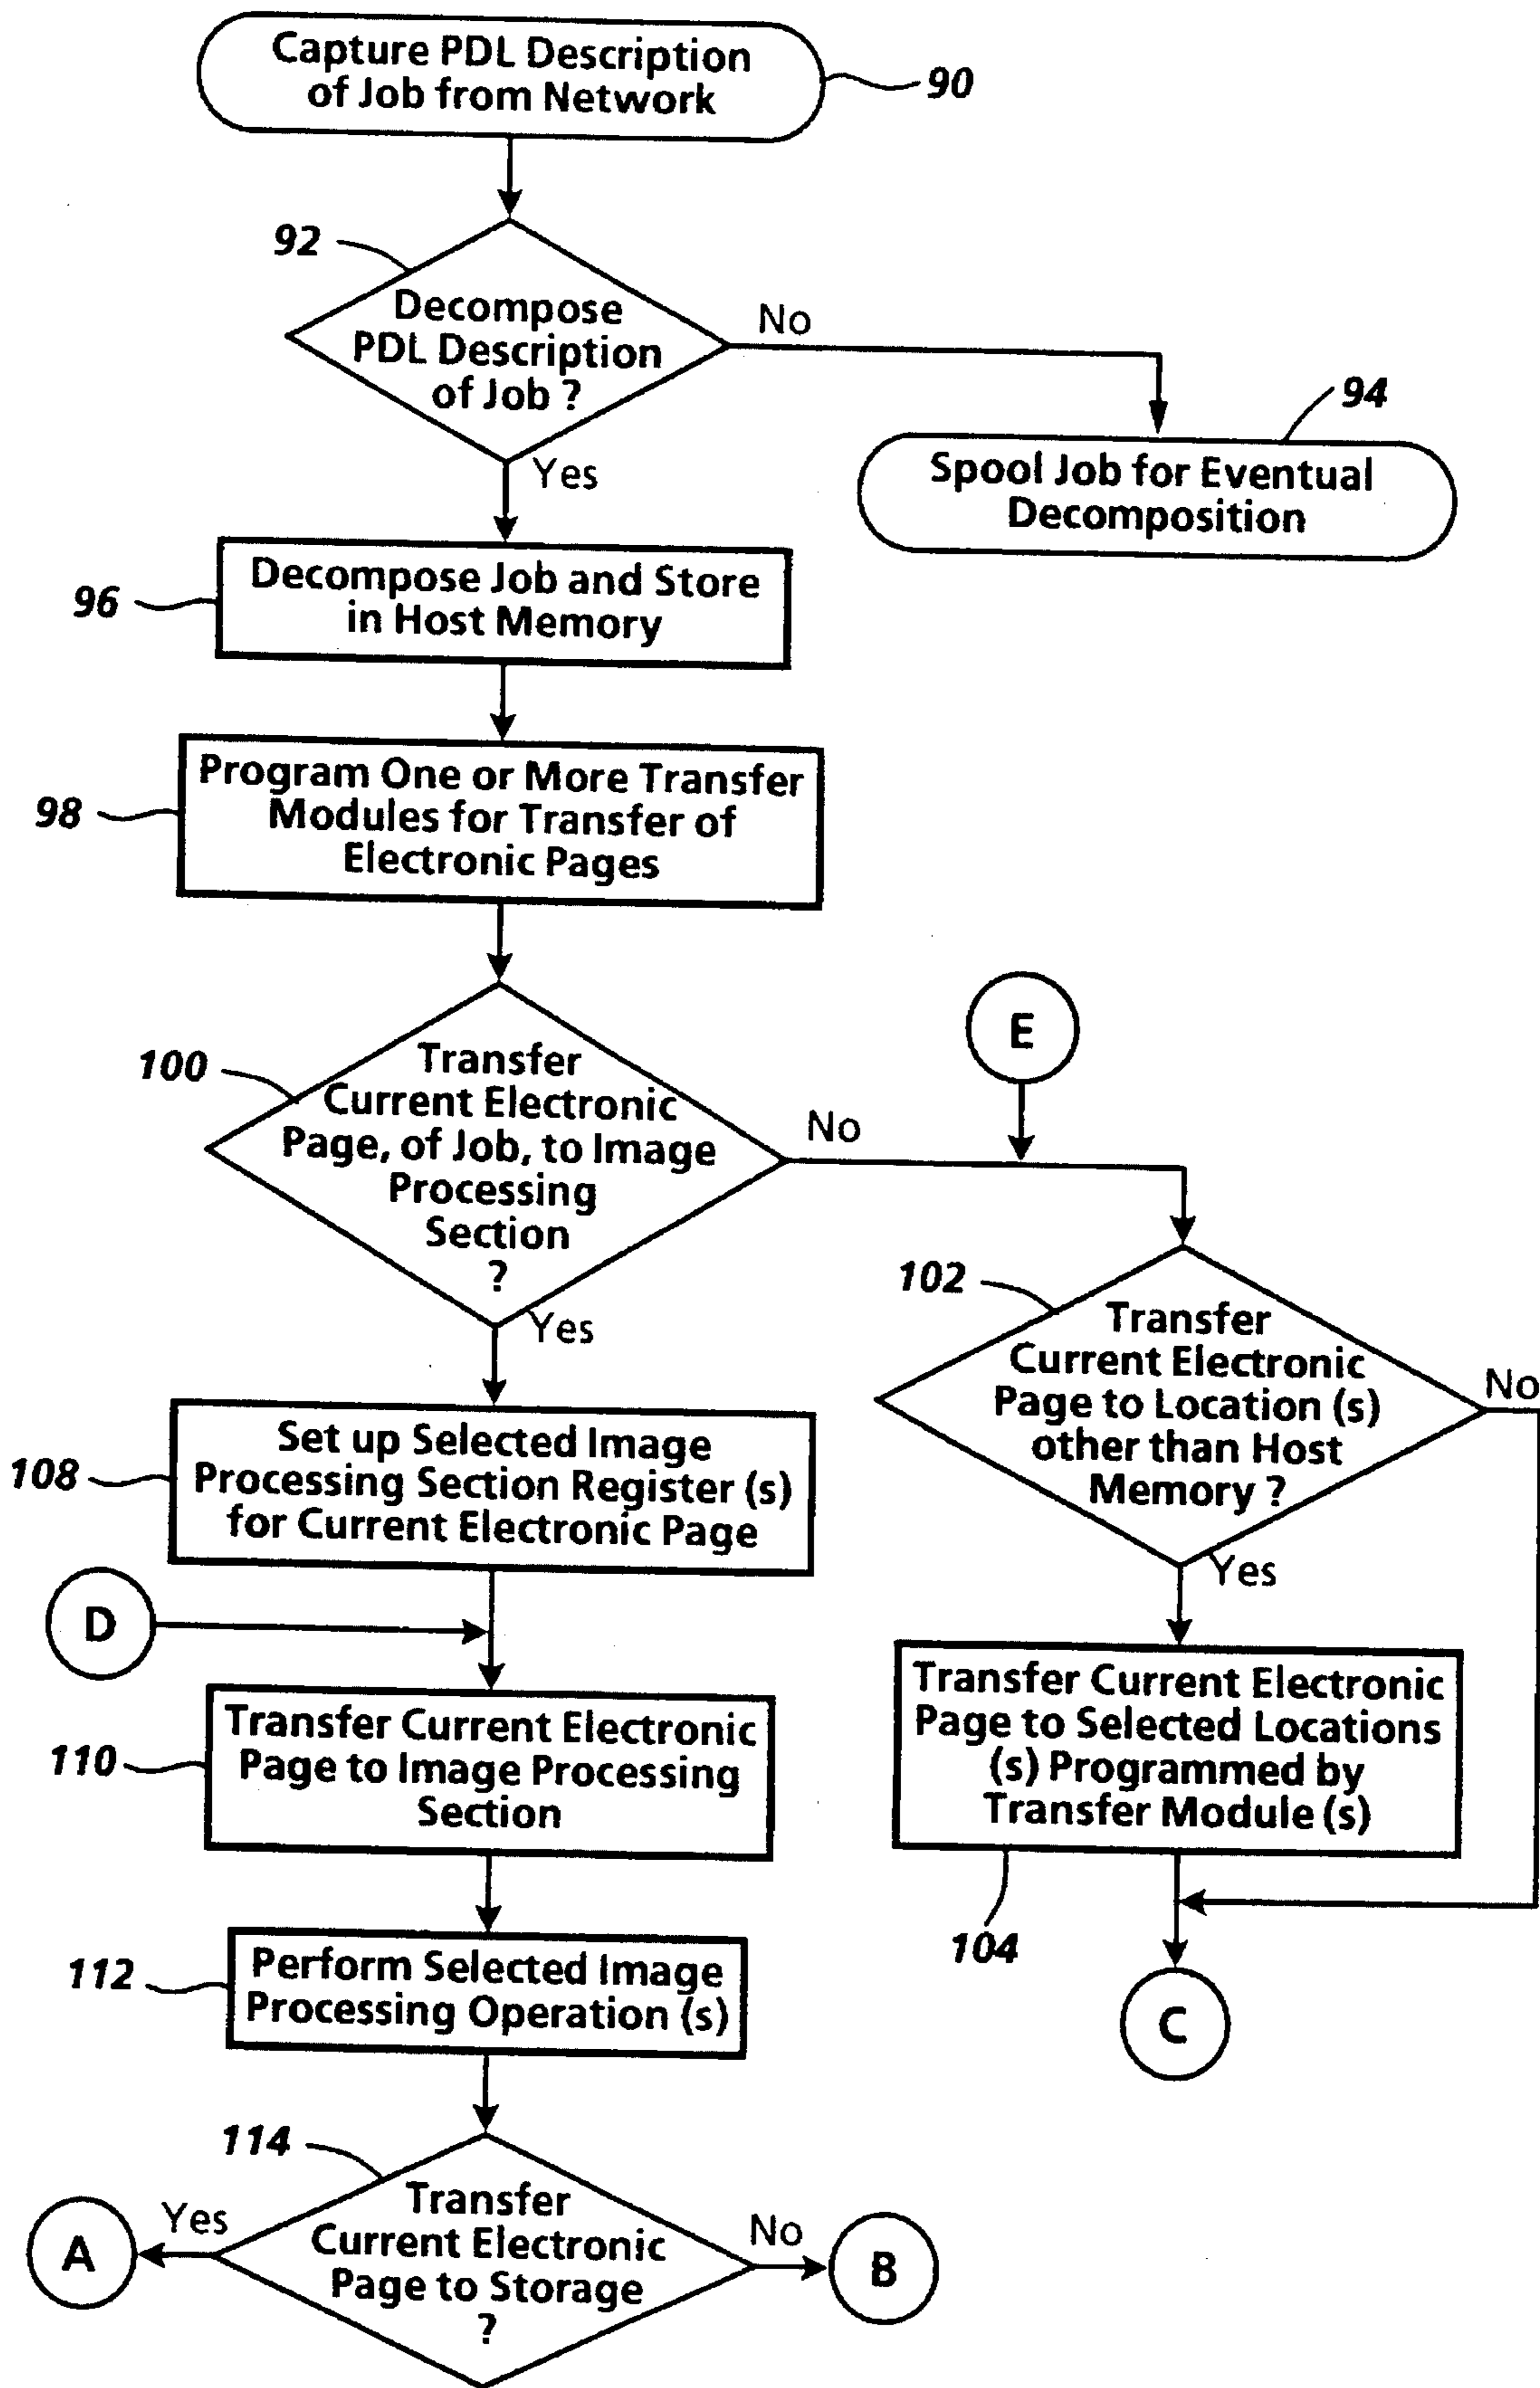 Capture PDL Description
of Job from Network
90
92
Decompose
PDL Description
of Job ?
No
Yes
94
Spool Job for Eventual
Decomposition
96
Decompose Job and Store
in Host Memory
98
Program One or More Transfer
Modules for Transfer of
Electronic Pages
E
100
Transfer
Current Electronic
Page, of Job, to Image
Processing
Section
?
No
Yes
102
Transfer
Current Electronic
Page to Location (s)
other than Host
Memory ?
No
Yes
108
Set up Selected Image
Processing Section Register (s)
for Current Electronic Page
D
110
Transfer Current Electronic
Page to Image Processing
Section
Transfer Current Electronic
Page to Selected Locations
(s) Programmed by
Transfer Module (s)
104
C
112
Perform Selected Image
Processing Operation (s)
114
Transfer
Current Electronic
Page to Storage
?
Yes
A
No
B